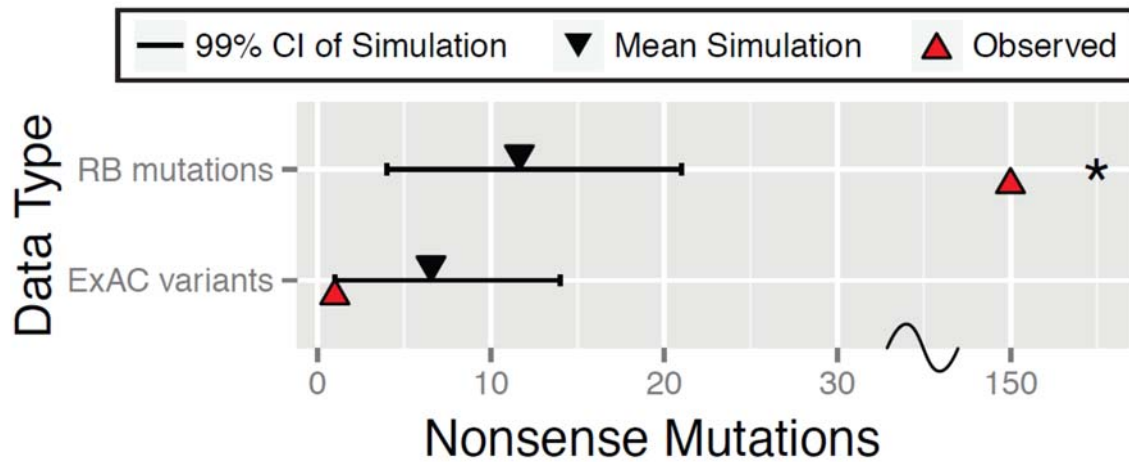 99% CI of Simulation Mean Simulation Observed
Data Type
RB mutations
*
ExAC variants
0 10 20 30 150
Nonsense Mutations